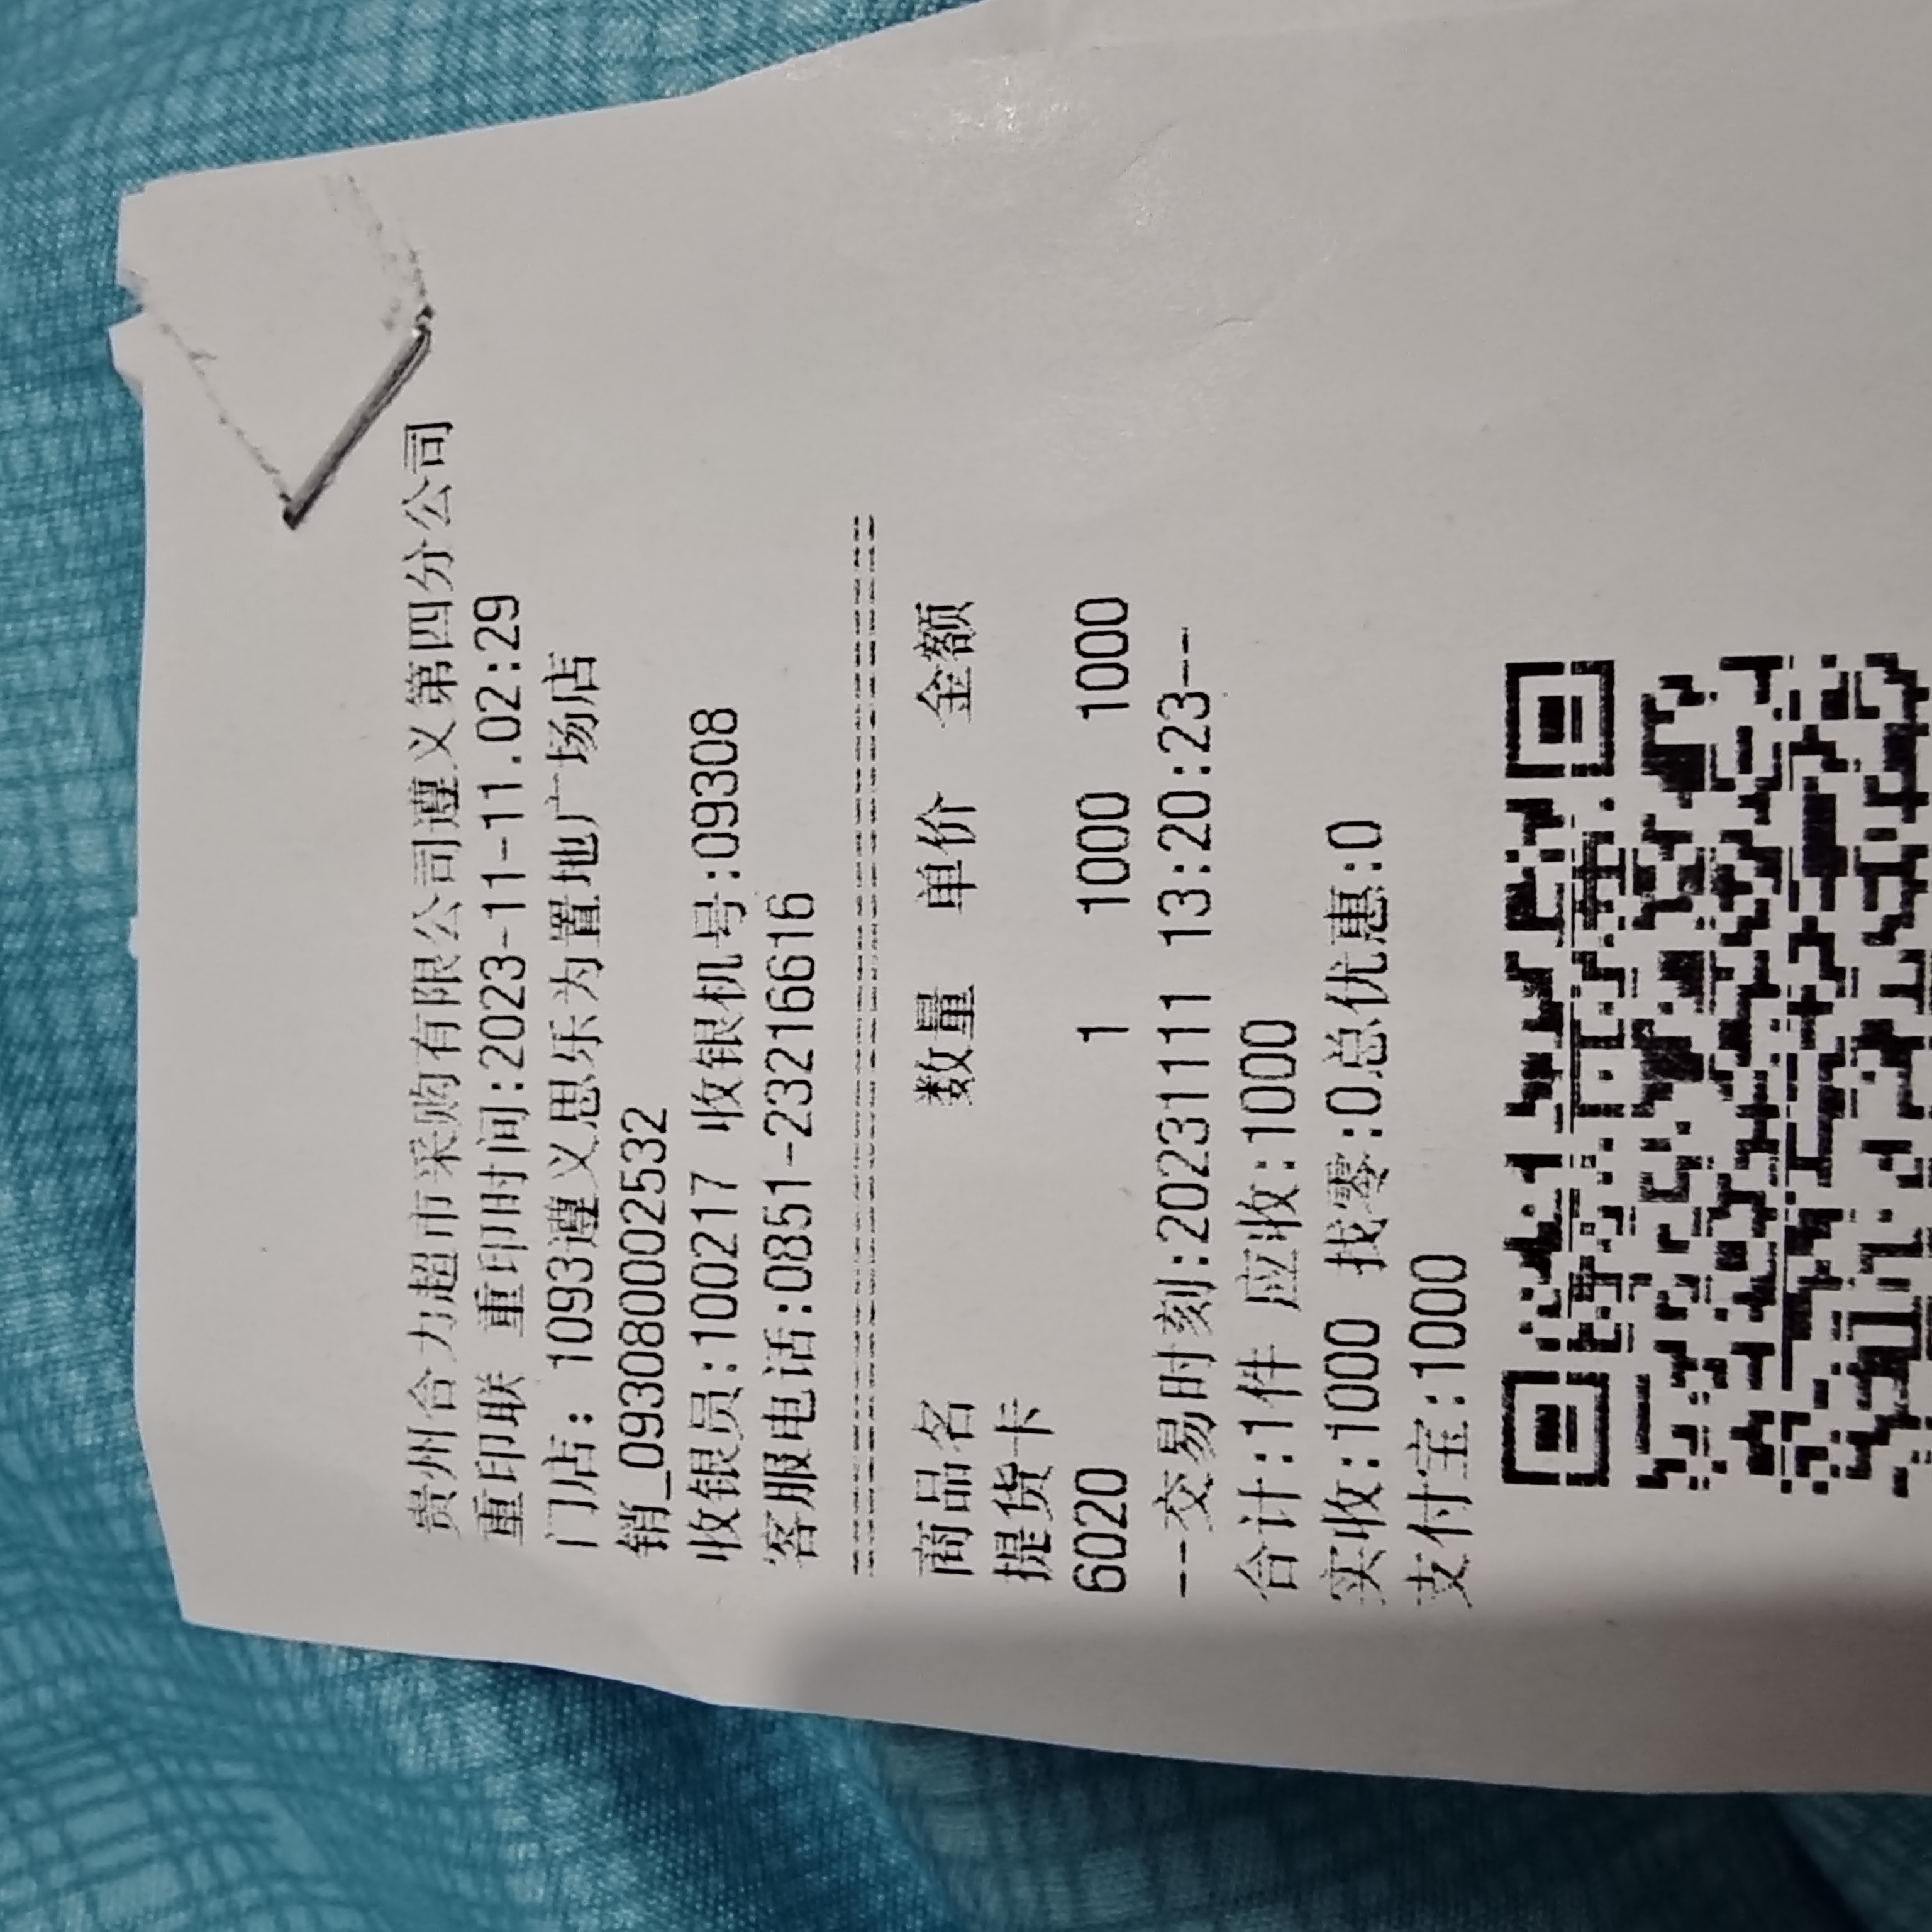 贵州合力超市采购有限公司遵义第四分公司
重印联 重印时间:2023-11-11.02:29
门店: 1093遵义思乐为置地广场店
销_0930800002532
收银员:100217 收银机号:09308
客服电话:0851-23216616
================================
商品名 数量 单价 金额
提货卡
6020 1 1000 1000
--交易时刻:20231111 13:20:23--
合计:1件 应收:1000
实收:1000 找零:0总优惠:0
支付宝:1000